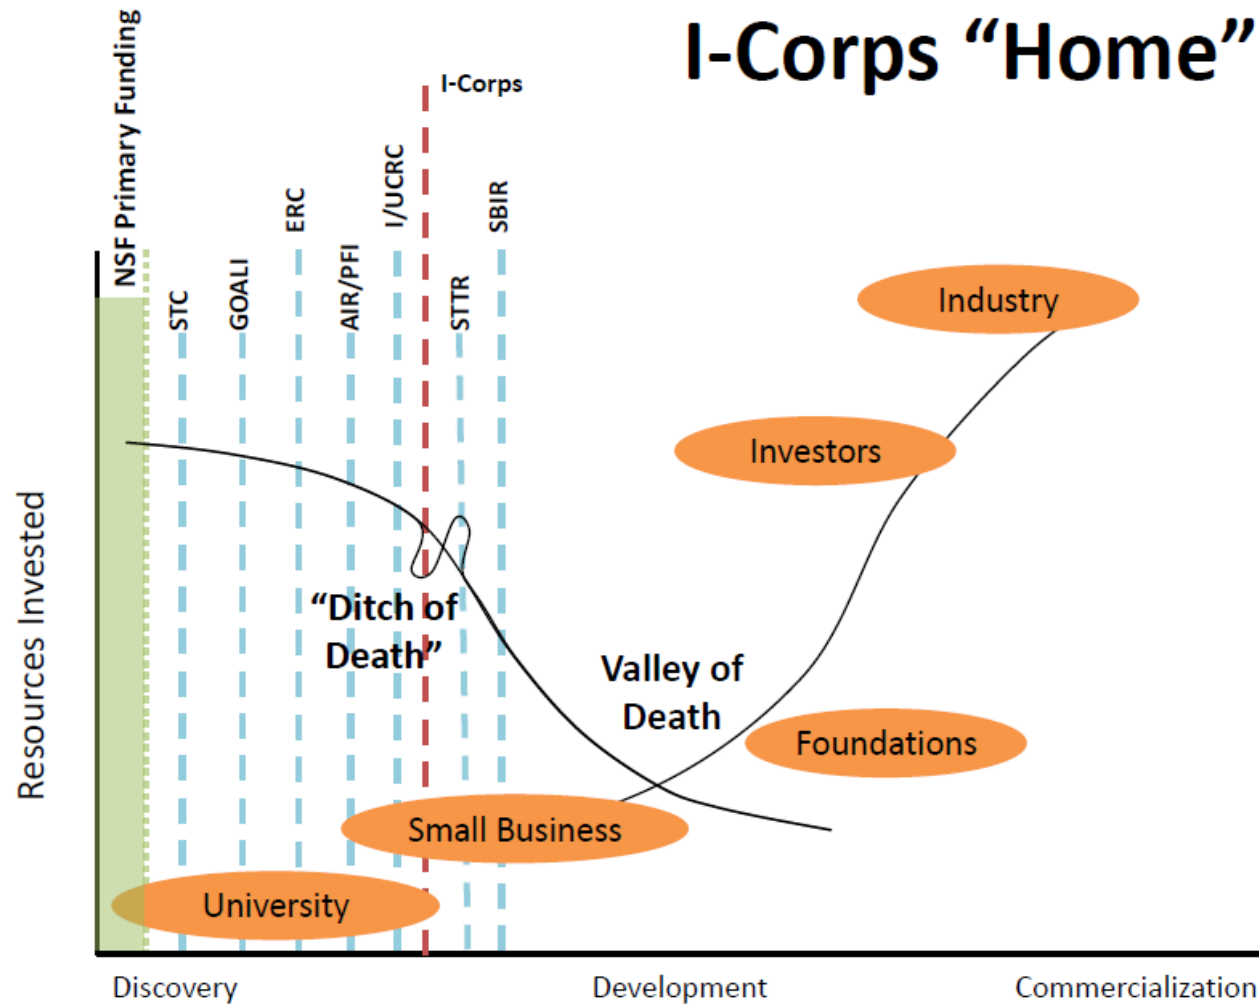 I-Corps “Home”
I-Corps
NSF Primary Funding
STC
GOALI
ERC
AIR/PFI
I/UCRC
STTR
SBIR
Industry
Investors
“Ditch of
Death”
Valley of
Death
Foundations
Small Business
University
Resources Invested
Discovery
Development
Commercialization